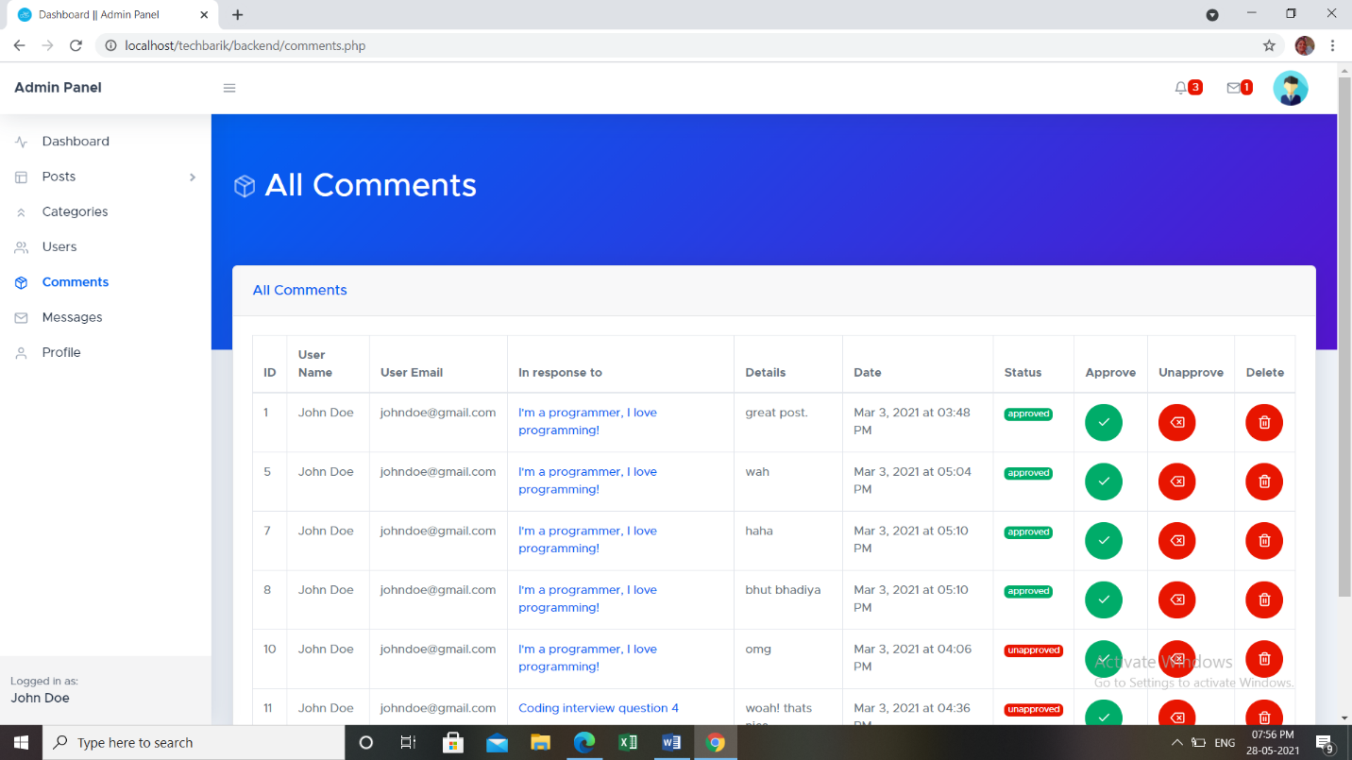 Dashboard || Admin Panel
localhost/techbarik/backend/comments.php
Admin Panel
3
1
Dashboard
Posts
Categories
Users
Comments
Messages
Profile
Logged in as:
John Doe
All Comments
All Comments
ID User Name User Email In response to Details Date Status Approve Unapprove Delete
1 John Doe johndoe@gmail.com I'm a programmer, I love great post. Mar 3, 2021 at 03:48 approved
programming! PM
5 John Doe johndoe@gmail.com I'm a programmer, I love wah Mar 3, 2021 at 05:04 approved
programming! PM
7 John Doe johndoe@gmail.com I'm a programmer, I love haha Mar 3, 2021 at 05:10 approved
programming! PM
8 John Doe johndoe@gmail.com I'm a programmer, I love bhut bhadiya Mar 3, 2021 at 05:10 approved
programming! PM
10 John Doe johndoe@gmail.com I'm a programmer, I love omg Mar 3, 2021 at 04:06 unapproved
programming! PM
11 John Doe johndoe@gmail.com Coding interview question 4 woah! thats Mar 3, 2021 at 04:36 unapproved
PM
Activate Windows
Go to Settings to activate Windows.
Type here to search
ENG
07:56 PM
28-05-2021
9